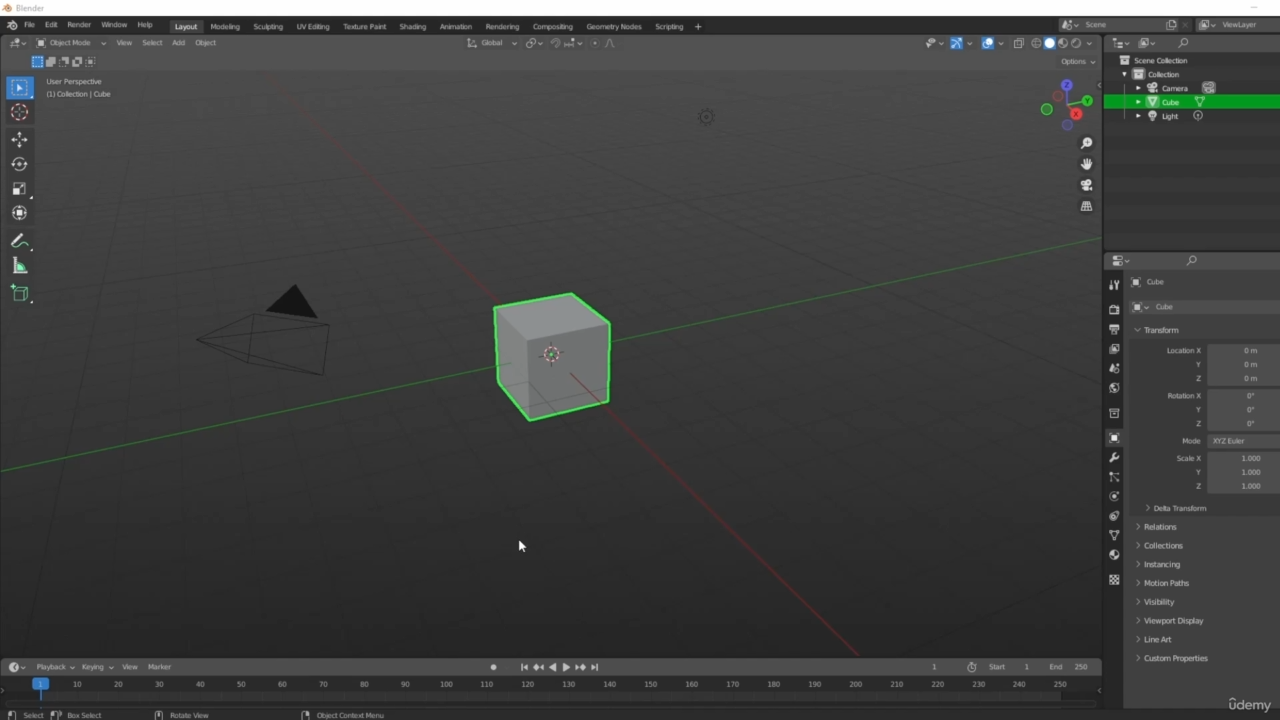 Blender
File Edit Render Window Help Layout Modeling Sculpting UV Editing Texture Paint Shading Animation Rendering Compositing Geometry Nodes Scripting + Scene ViewLayer
Object Mode View Select Add Object Global
Options
User Perspective
(1) Collection | Cube
Z
Y
X
Scene Collection
Collection
Camera
Cube
Light
Cube
Cube
Transform
Location X 0 m
Y 0 m
Z 0 m
Rotation X 0°
Y 0°
Z 0°
Mode XYZ Euler
Scale X 1.000
Y 1.000
Z 1.000
Delta Transform
Relations
Collections
Instancing
Motion Paths
Visibility
Viewport Display
Line Art
Custom Properties
Playback Keying View Marker 1 Start 1 End 250
1 10 20 30 40 50 60 70 80 90 100 110 120 130 140 150 160 170 180 190 200 210 220 230 240 250
Select Box Select Rotate View Object Context Menu
ûdemy